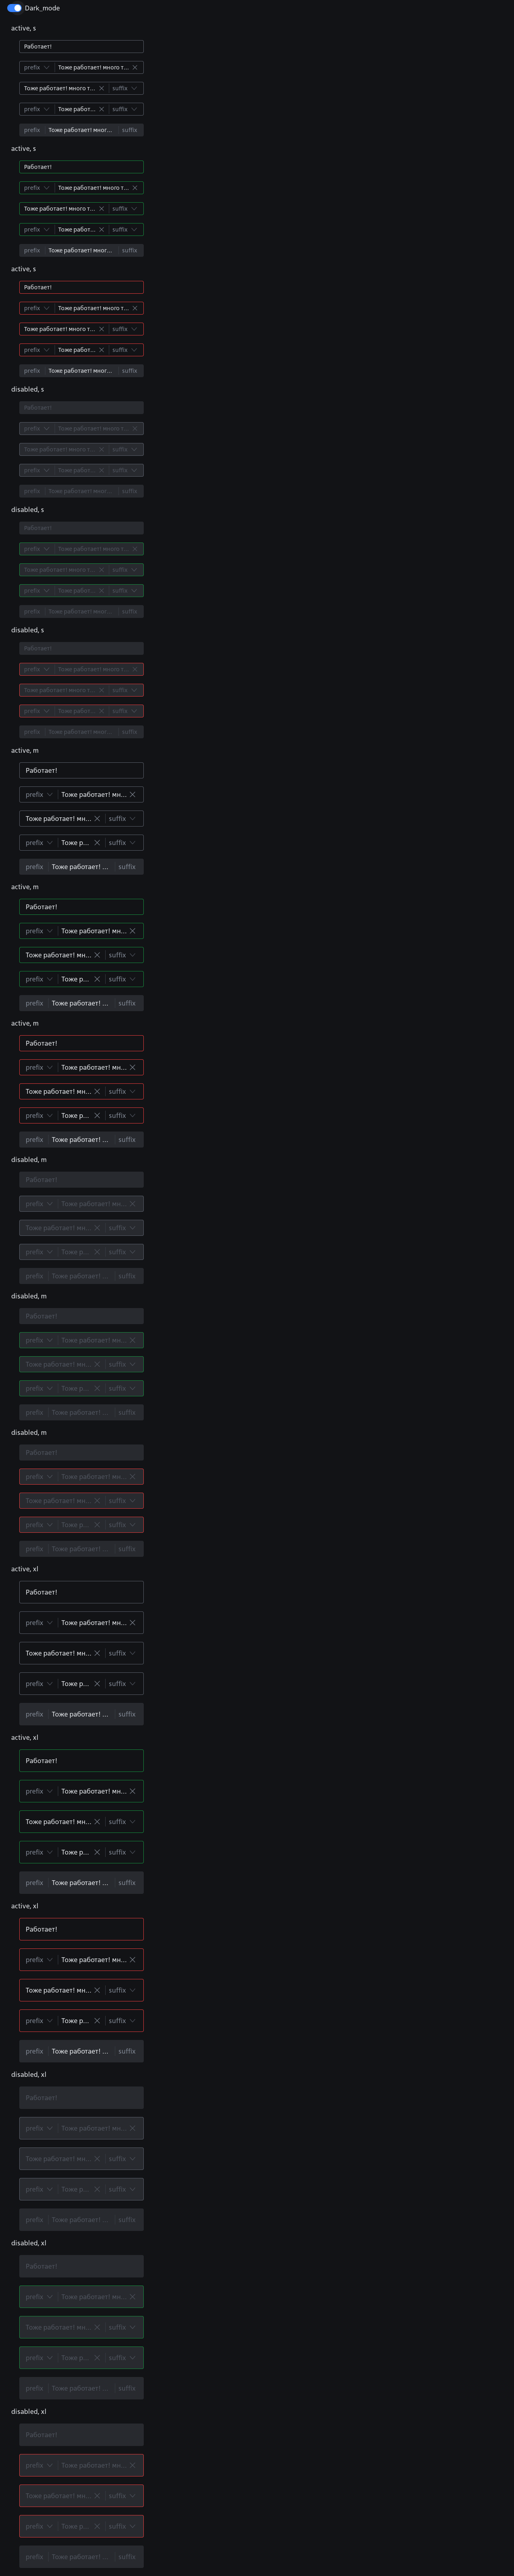 Dark_mode
active, s
Работает!
prefix Тоже работает! много т...
Тоже работает! много т... suffix
prefix Тоже работ... suffix
prefix Тоже работает! мног... suffix
active, s
Работает!
prefix Тоже работает! много т...
Тоже работает! много т... suffix
prefix Тоже работ... suffix
prefix Тоже работает! мног... suffix
active, s
Работает!
prefix Тоже работает! много т...
Тоже работает! много т... suffix
prefix Тоже работ... suffix
prefix Тоже работает! мног... suffix
disabled, s
Работает!
prefix Тоже работает! много т...
Тоже работает! много т... suffix
prefix Тоже работ... suffix
prefix Тоже работает! мног... suffix
disabled, s
Работает!
prefix Тоже работает! много т...
Тоже работает! много т... suffix
prefix Тоже работ... suffix
prefix Тоже работает! мног... suffix
disabled, s
Работает!
prefix Тоже работает! много т...
Тоже работает! много т... suffix
prefix Тоже работ... suffix
prefix Тоже работает! мног... suffix
active, m
Работает!
prefix Тоже работает! мн...
Тоже работает! мн... suffix
prefix Тоже р... suffix
prefix Тоже работает! ... suffix
active, m
Работает!
prefix Тоже работает! мн...
Тоже работает! мн... suffix
prefix Тоже р... suffix
prefix Тоже работает! ... suffix
active, m
Работает!
prefix Тоже работает! мн...
Тоже работает! мн... suffix
prefix Тоже р... suffix
prefix Тоже работает! ... suffix
disabled, m
Работает!
prefix Тоже работает! мн...
Тоже работает! мн... suffix
prefix Тоже р... suffix
prefix Тоже работает! ... suffix
disabled, m
Работает!
prefix Тоже работает! мн...
Тоже работает! мн... suffix
prefix Тоже р... suffix
prefix Тоже работает! ... suffix
disabled, m
Работает!
prefix Тоже работает! мн...
Тоже работает! мн... suffix
prefix Тоже р... suffix
prefix Тоже работает! ... suffix
active, xl
Работает!
prefix Тоже работает! мн...
Тоже работает! мн... suffix
prefix Тоже р... suffix
prefix Тоже работает! ... suffix
active, xl
Работает!
prefix Тоже работает! мн...
Тоже работает! мн... suffix
prefix Тоже р... suffix
prefix Тоже работает! ... suffix
active, xl
Работает!
prefix Тоже работает! мн...
Тоже работает! мн... suffix
prefix Тоже р... suffix
prefix Тоже работает! ... suffix
disabled, xl
Работает!
prefix Тоже работает! мн...
Тоже работает! мн... suffix
prefix Тоже р... suffix
prefix Тоже работает! ... suffix
disabled, xl
Работает!
prefix Тоже работает! мн...
Тоже работает! мн... suffix
prefix Тоже р... suffix
prefix Тоже работает! ... suffix
disabled, xl
Работает!
prefix Тоже работает! мн...
Тоже работает! мн... suffix
prefix Тоже р... suffix
prefix Тоже работает! ... suffix